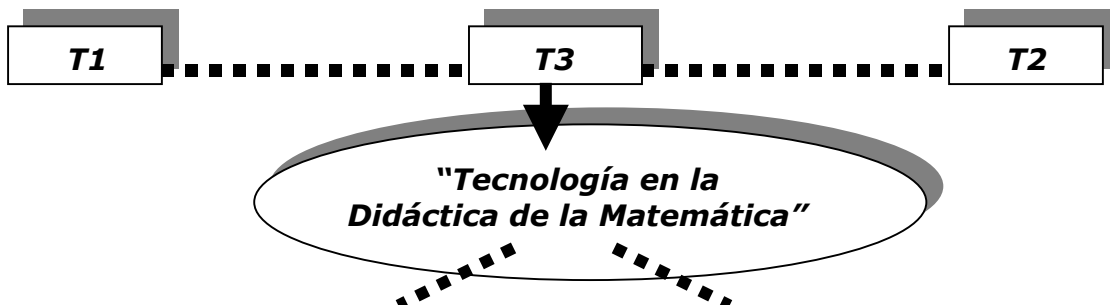 T1
T3
T2
“Tecnología en la
Didáctica de la Matemática”